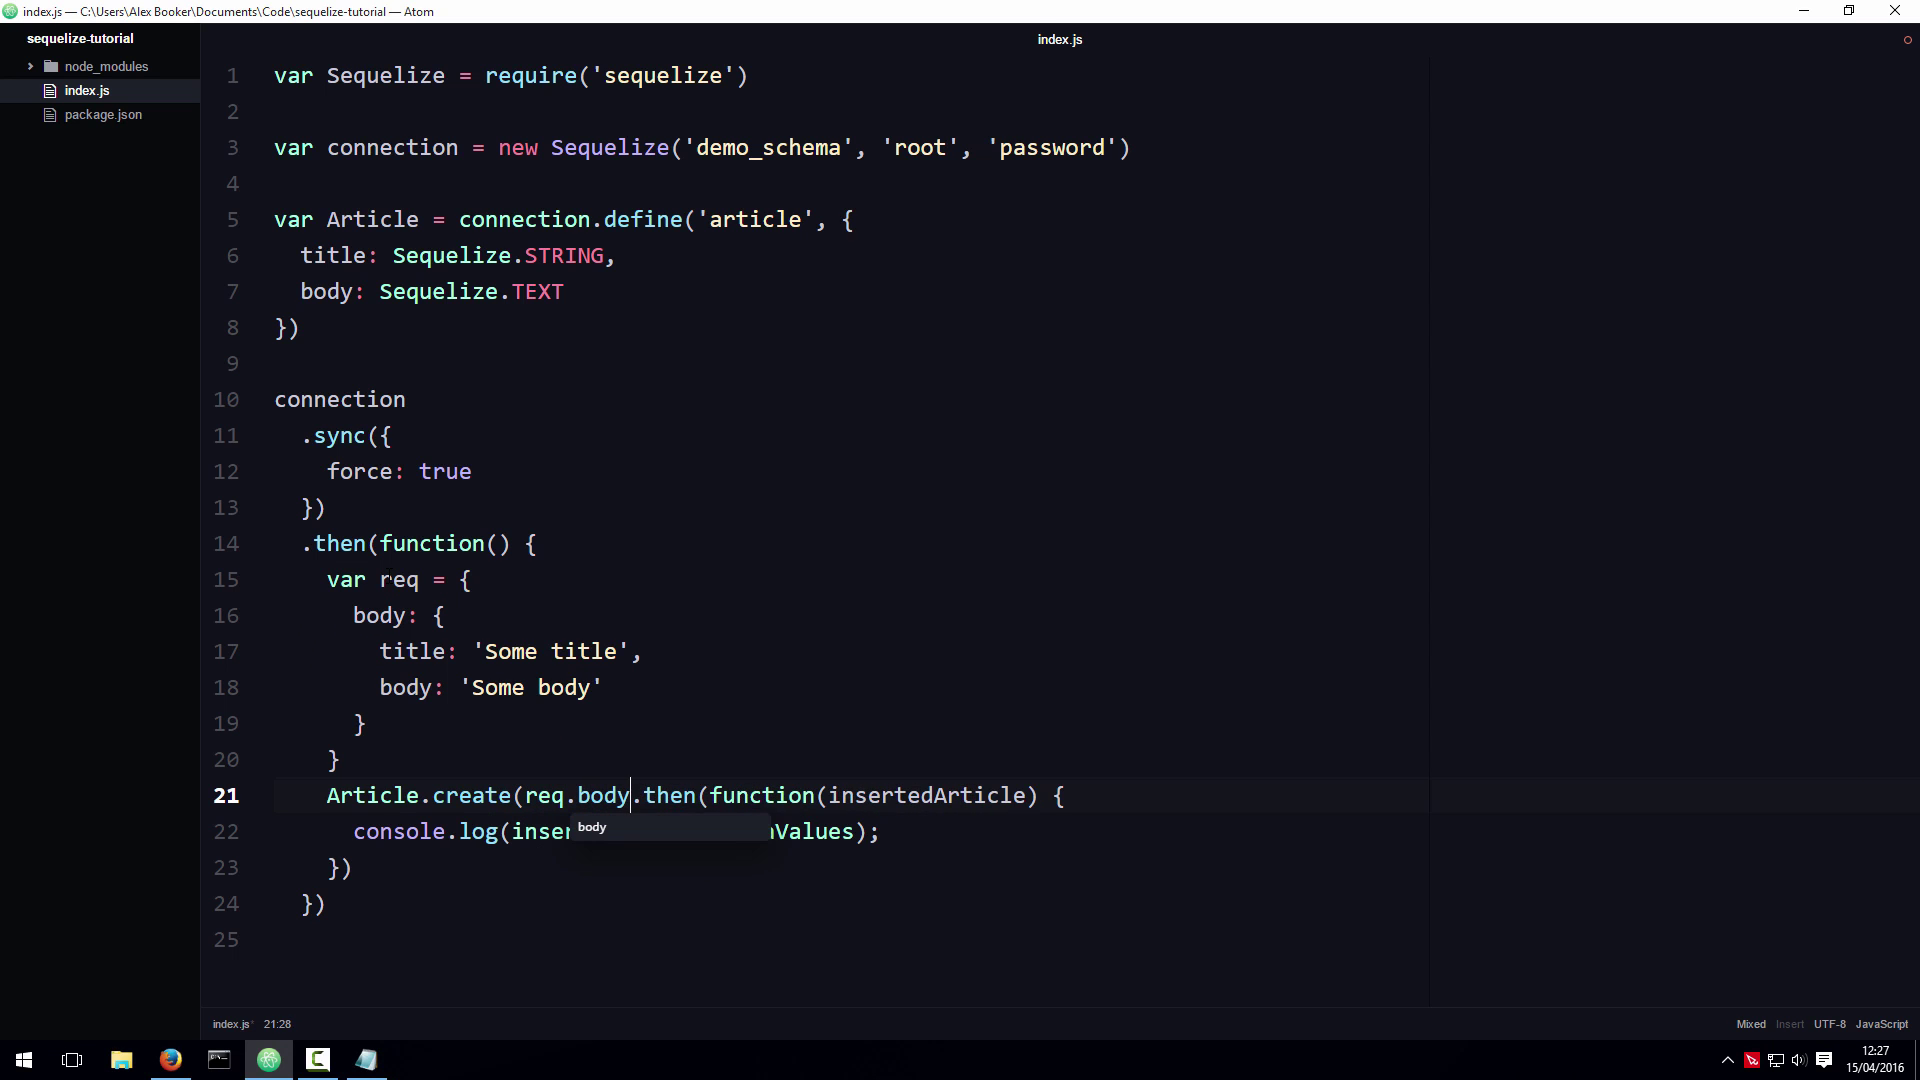 index.js — C:\Users\Alex Booker\Documents\Code\sequelize-tutorial — Atom
sequelize-tutorial
node_modules
index.js
package.json
index.js
1 var Sequelize = require('sequelize')
2
3 var connection = new Sequelize('demo_schema', 'root', 'password')
4
5 var Article = connection.define('article', {
6 title: Sequelize.STRING,
7 body: Sequelize.TEXT
8 })
9
10 connection
11 .sync({
12 force: true
13 })
14 .then(function() {
15 var req = {
16 body: {
17 title: 'Some title',
18 body: 'Some body'
19 }
20 }
21 Article.create(req.body.then(function(insertedArticle) {
body
22 console.log(inser Values);
23 })
24 })
25
index.js* 21:28
Mixed Insert UTF-8 JavaScript
12:27
15/04/2016